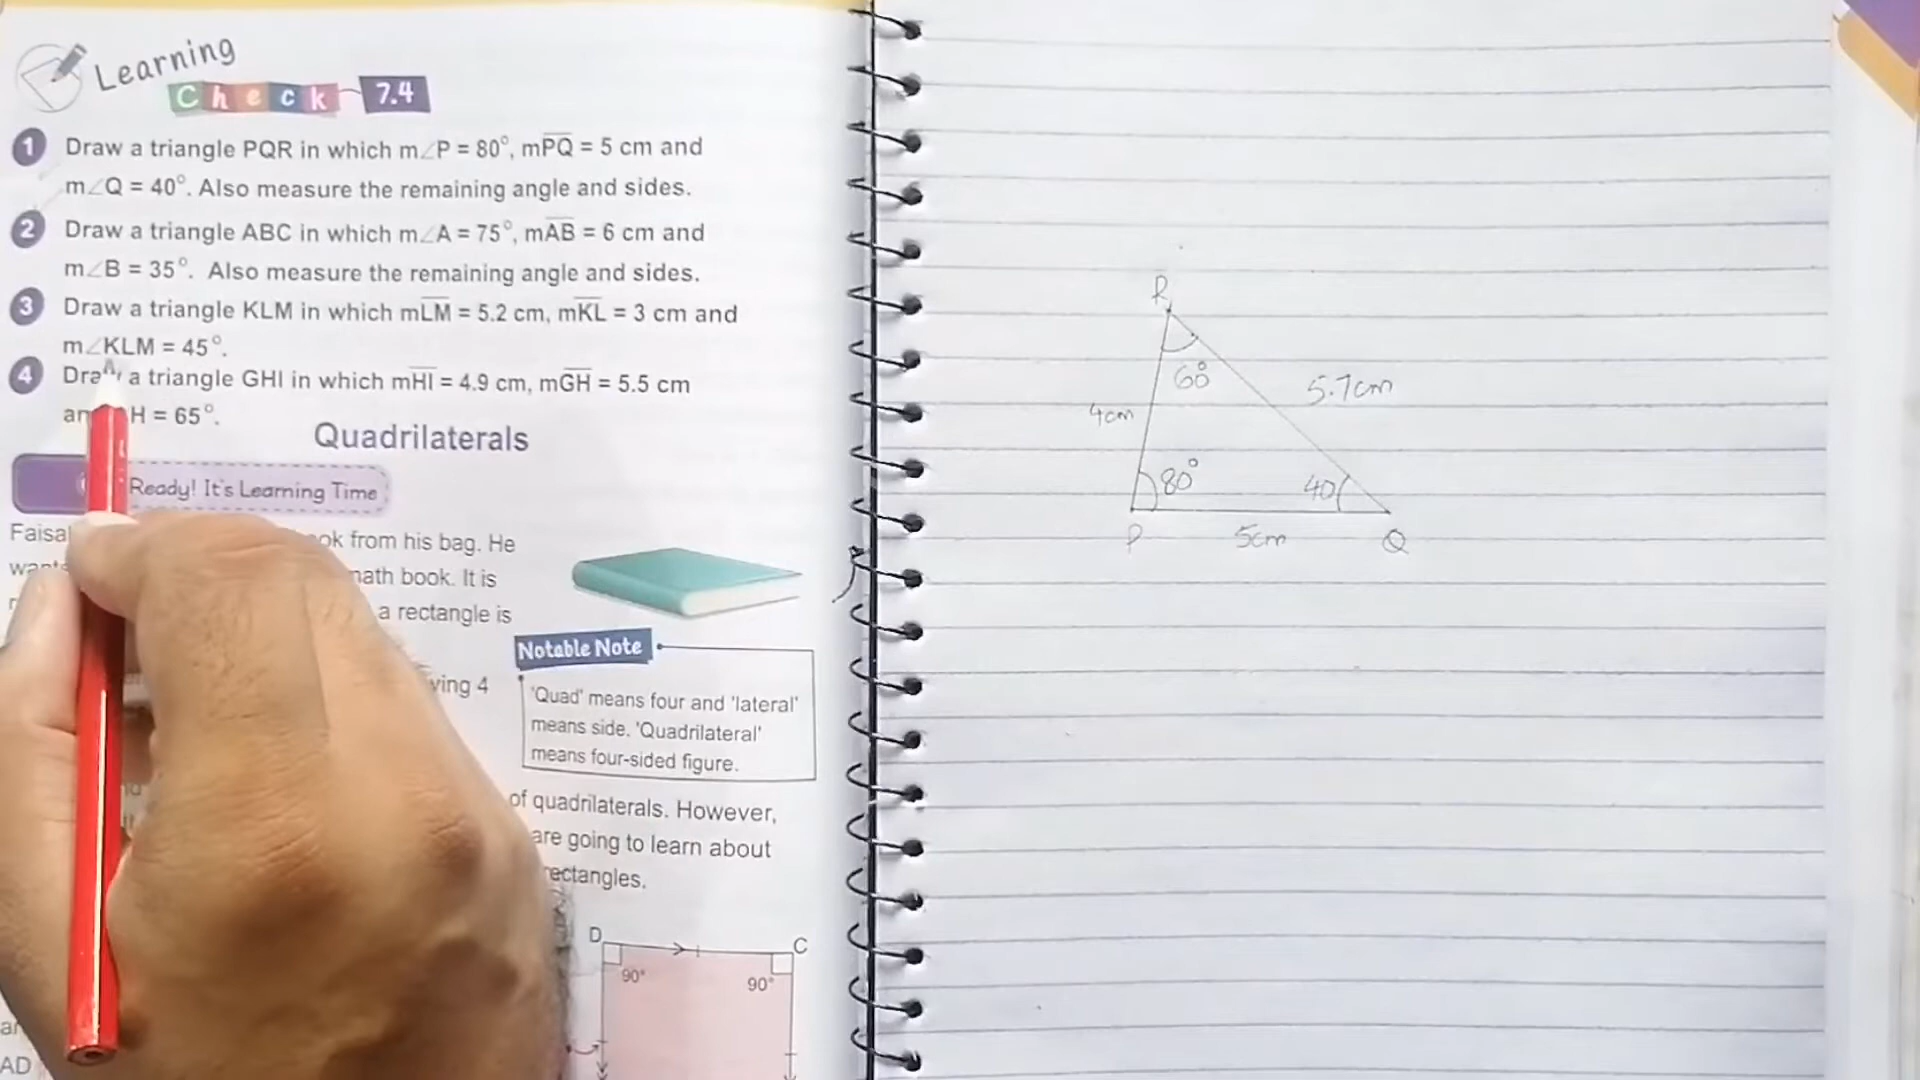 Learning
Check 7.4
1 Draw a triangle PQR in which m∠P = 80°, mPQ = 5 cm and
m∠Q = 40°. Also measure the remaining angle and sides.
2 Draw a triangle ABC in which m∠A = 75°, mAB = 6 cm and
m∠B = 35°. Also measure the remaining angle and sides.
3 Draw a triangle KLM in which mLM = 5.2 cm, mKL = 3 cm and
m∠KLM = 45°.
4 Draw a triangle GHI in which mHI = 4.9 cm, mGH = 5.5 cm
H = 65°.
Quadrilaterals
Ready! It's Learning Time
Faisal
from his bag. He
math book. It is
a rectangle is
4
Notable Note
'Quad' means four and 'lateral'
means side. 'Quadrilateral'
means four-sided figure.
of quadrilaterals. However,
are going to learn about
rectangles.
D
C
90°
90°
AD
R
60°
5.7cm
4cm
80°
40
P
5cm
Q